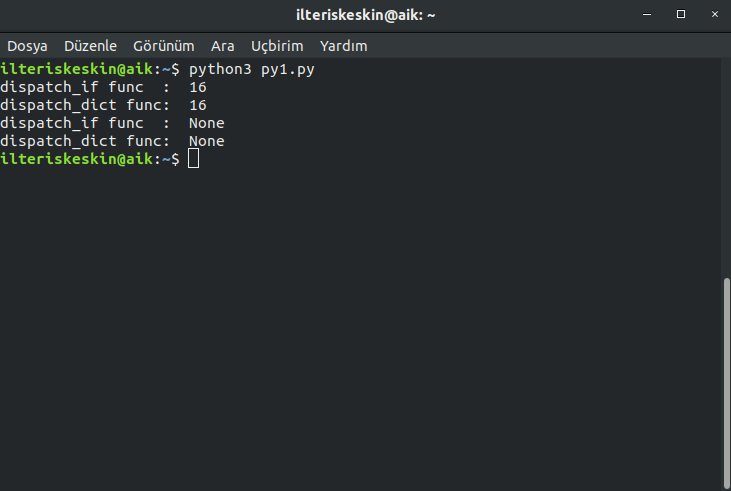 ilteriskeskin@aik: ~
Dosya Düzenle Görünüm Ara Uçbirim Yardım
ilteriskeskin@aik:~$ python3 py1.py
dispatch_if func  :  16
dispatch_dict func:  16
dispatch_if func  :  None
dispatch_dict func:  None
ilteriskeskin@aik:~$